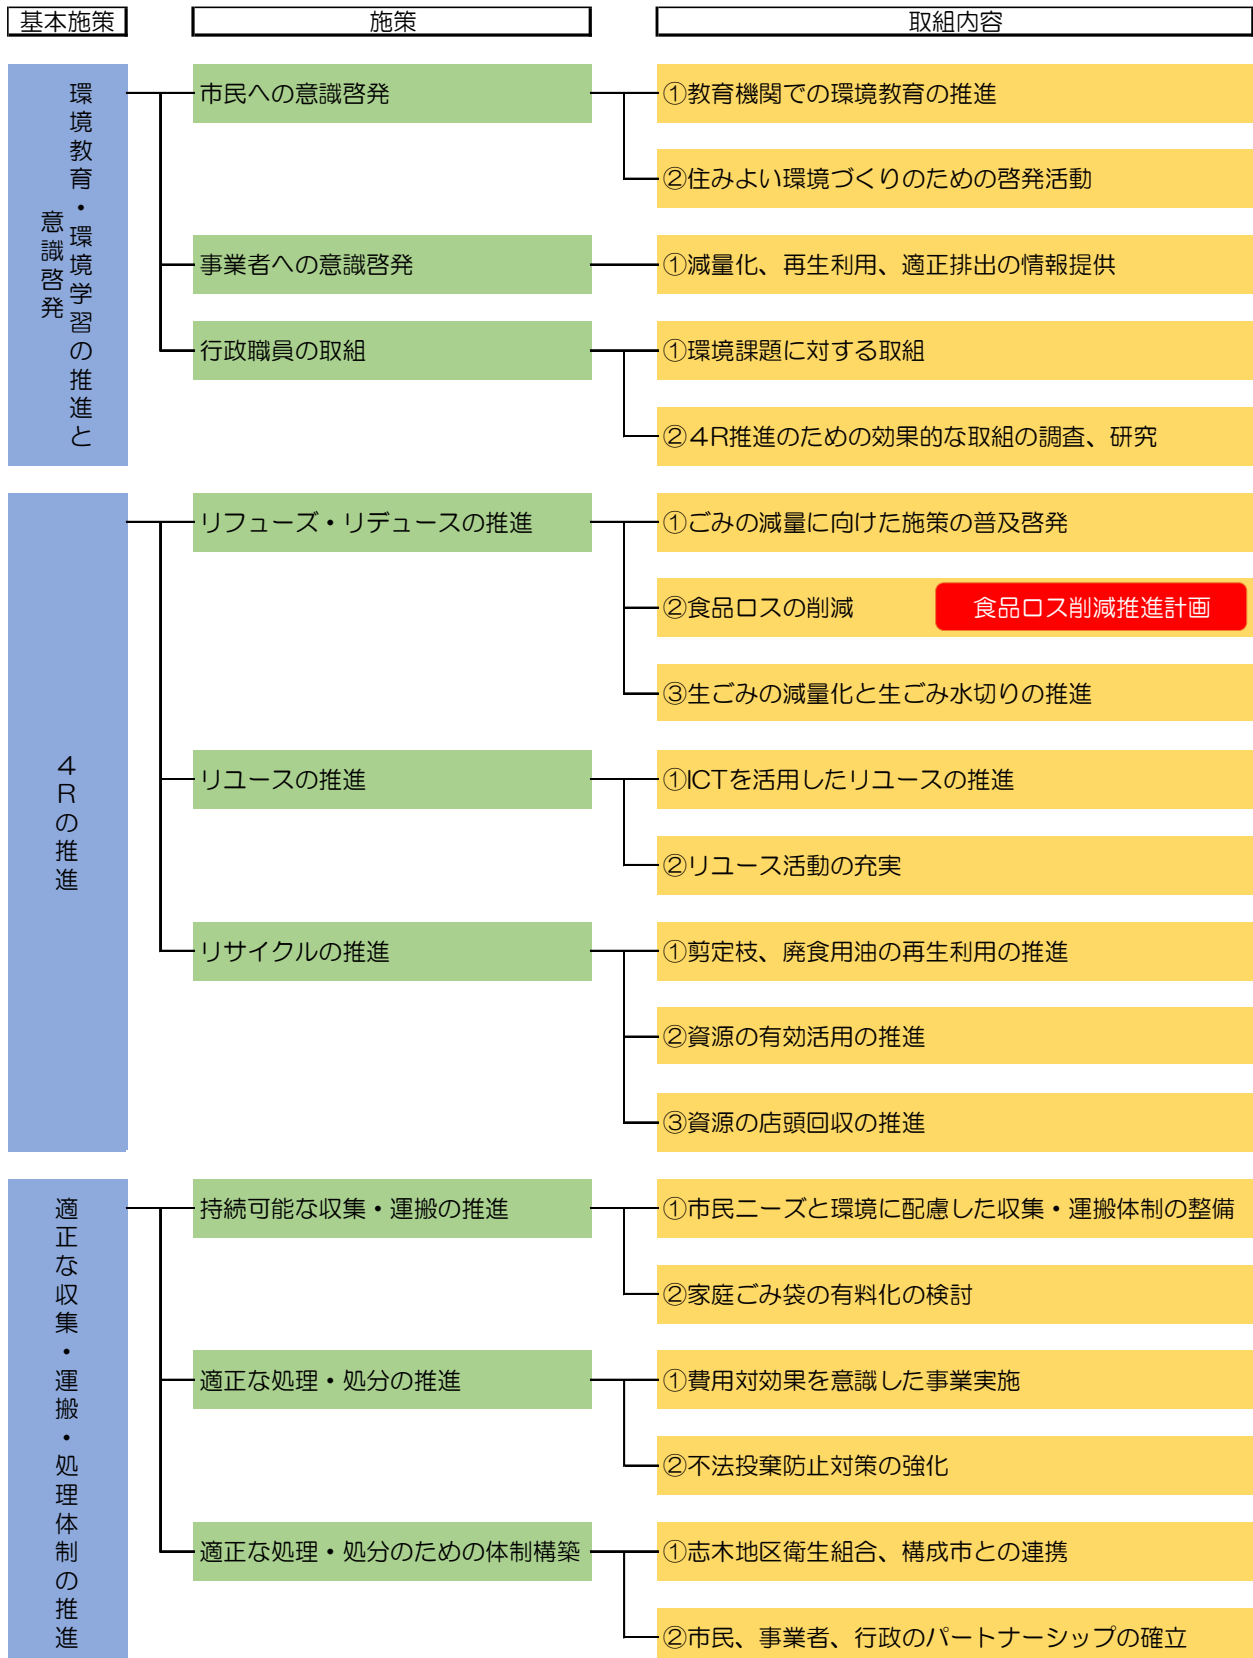 基本施策
施策
取組内容
環境教育・環境学習の推進と
意識啓発
市民への意識啓発
①教育機関での環境教育の推進
②住みよい環境づくりのための啓発活動
事業者への意識啓発
①減量化、再生利用、適正排出の情報提供
行政職員の取組
①環境課題に対する取組
②４R推進のための効果的な取組の調査、研究
４Rの推進
リフューズ・リデュースの推進
①ごみの減量に向けた施策の普及啓発
②食品ロスの削減
食品ロス削減推進計画
③生ごみの減量化と生ごみ水切りの推進
リユースの推進
①ICTを活用したリユースの推進
②リユース活動の充実
リサイクルの推進
①剪定枝、廃食用油の再生利用の推進
②資源の有効活用の推進
③資源の店頭回収の推進
適正な収集・運搬・処理体制の推進
持続可能な収集・運搬の推進
①市民ニーズと環境に配慮した収集・運搬体制の整備
②家庭ごみ袋の有料化の検討
適正な処理・処分の推進
①費用対効果を意識した事業実施
②不法投棄防止対策の強化
適正な処理・処分のための体制構築
①志木地区衛生組合、構成市との連携
②市民、事業者、行政のパートナーシップの確立